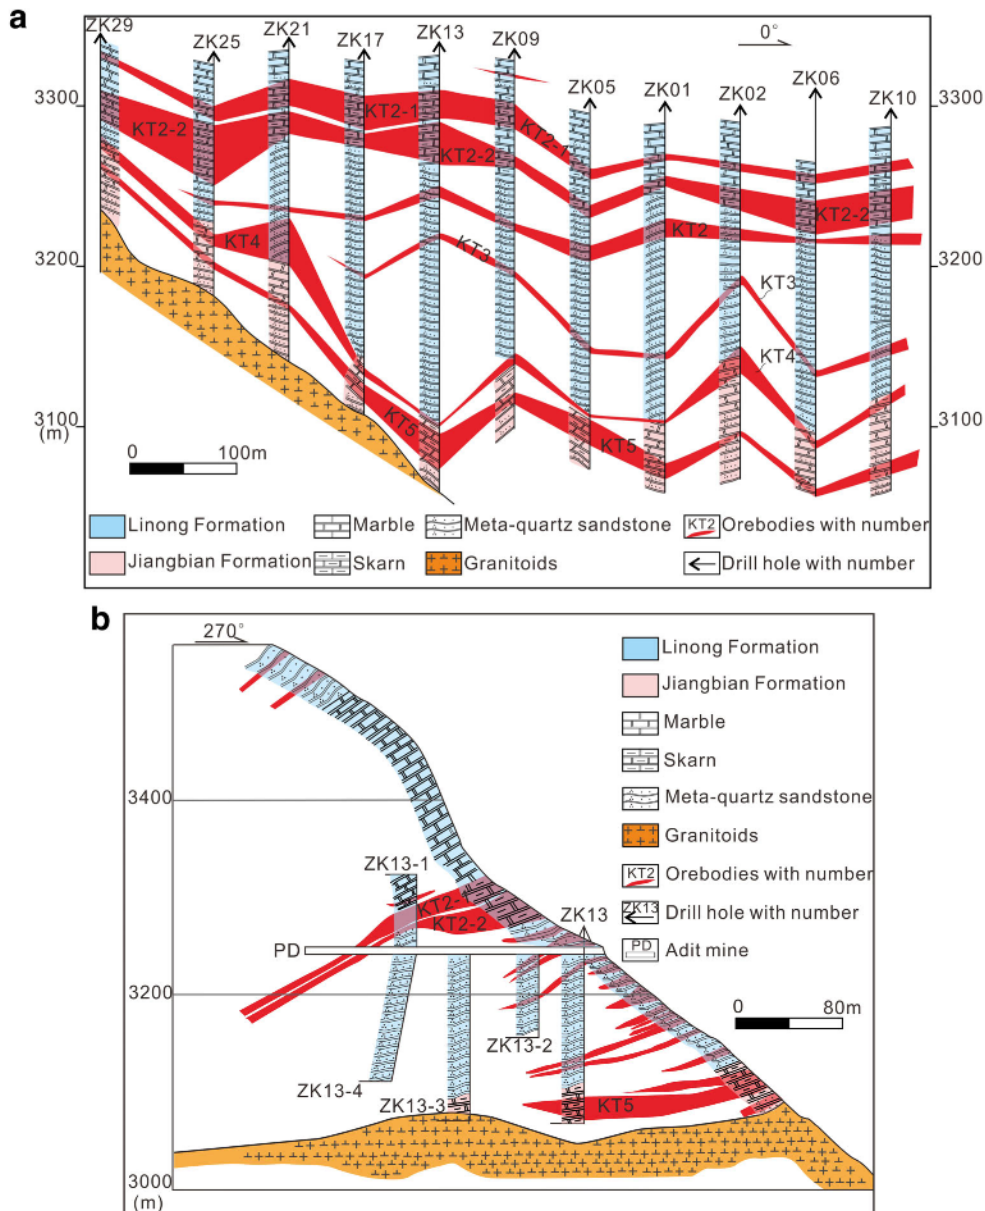 a
ZK29
ZK25
ZK21
ZK17
ZK13
ZK09
ZK05
ZK01
ZK02
ZK06
ZK10
0°
3300
3300
KT2-1
KT2-2
KT2-2
KT2-1
KT2
KT2-2
KT4
KT3
KT3
3200
3200
KT4
3100
(m)
3100
KT5
KT5
0 100m
Linong Formation
Marble
Meta-quartz sandstone
KT2 Orebodies with number
Jiangbian Formation
Skarn
Granitoids
Drill hole with number
b
270°
Linong Formation
Jiangbian Formation
Marble
Skarn
Meta-quartz sandstone
Granitoids
KT2 Orebodies with number
ZK13 Drill hole with number
PD Adit mine
3400
ZK13-1
KT2-1
KT2-2
ZK13
PD
3200
0 80m
ZK13-2
ZK13-4
ZK13-3
KT5
3000
(m)